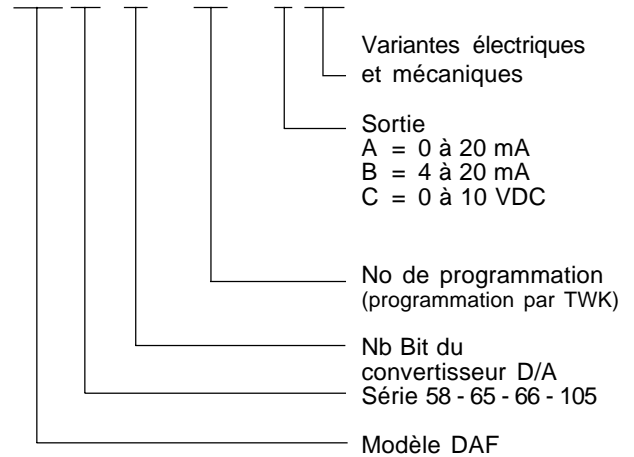 Variantes électriques
et mécaniques
Sortie
A = 0 à 20 mA
B = 4 à 20 mA
C = 0 à 10 VDC
No de programmation
(programmation par TWK)
Nb Bit du
convertisseur D/A
Série 58 - 65 - 66 - 105
Modèle DAF